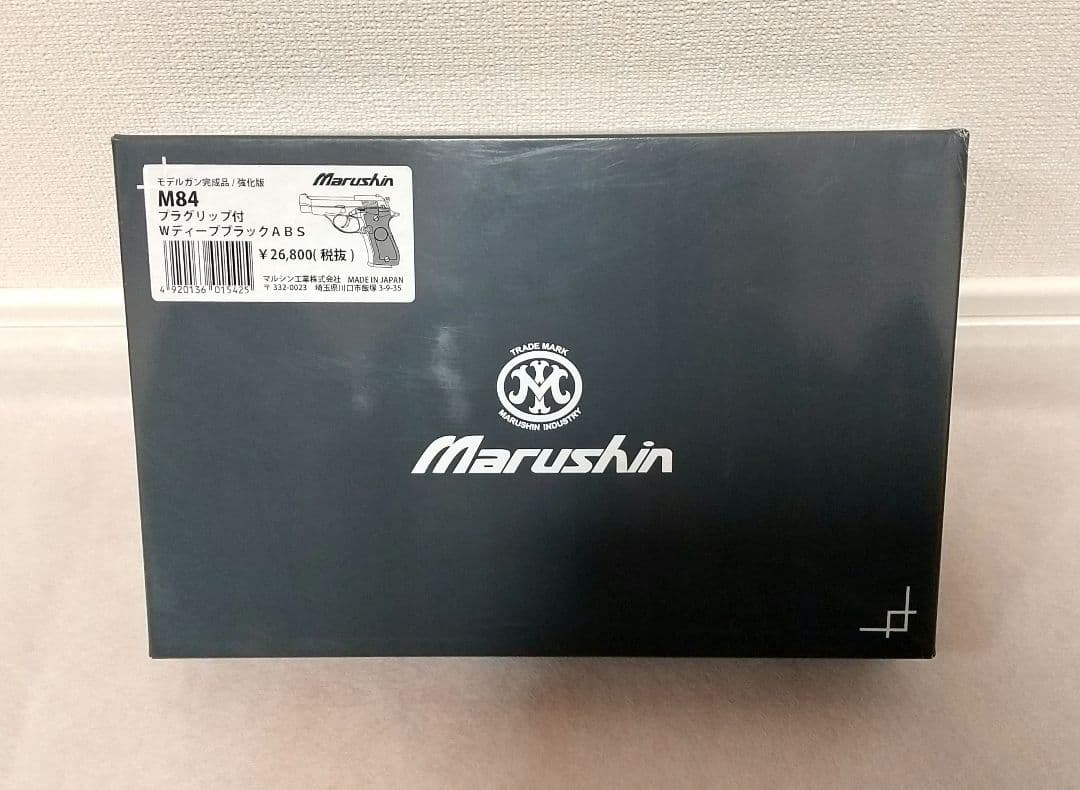 モデルガン完成品 / 強化版
Marushin
M84
プラグリップ付
WディープブラックABS
¥26,800(税抜)
4 920136 015425
マルシン工業株式会社 MADE IN JAPAN
〒332-0023 埼玉県川口市飯塚 3-9-35
TRADE MARK
M
MARUSHIN INDUSTRY
Marushin